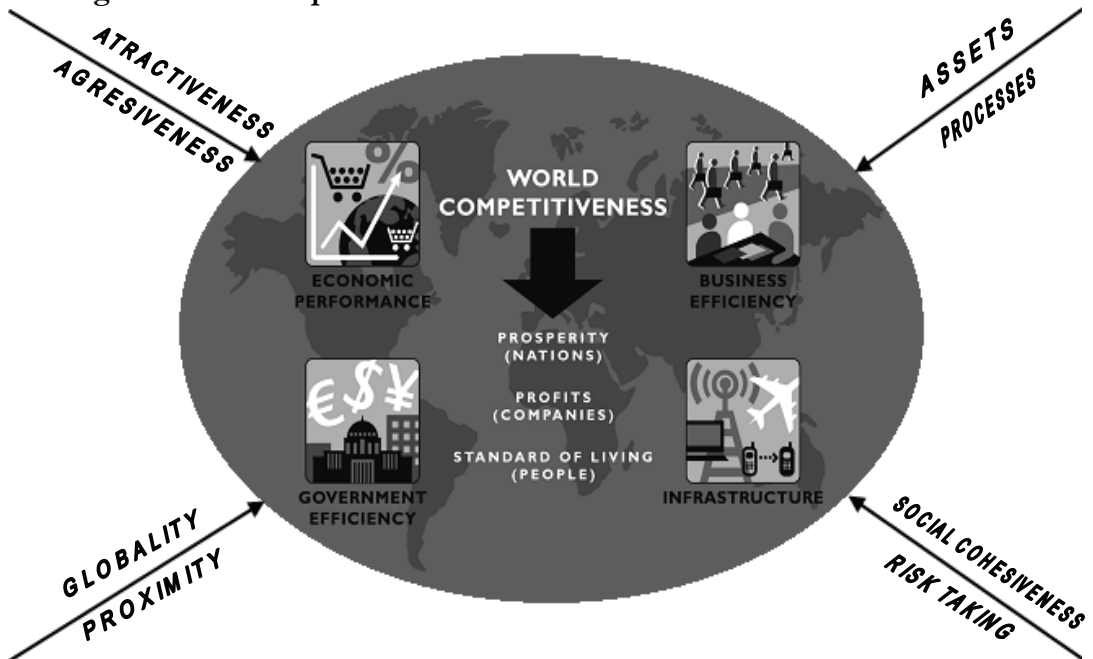 ATRACTIVENESS
AGRESIVENESS
ASSETS
PROCESSES
%
WORLD
COMPETITIVENESS
ECONOMIC
PERFORMANCE
BUSINESS
EFFICIENCY
PROSPERITY
(NATIONS)
PROFITS
(COMPANIES)
STANDARD OF LIVING
(PEOPLE)
€$¥
GOVERNMENT
EFFICIENCY
INFRASTRUCTURE
GLOBALITY
PROXIMITY
SOCIAL COHESIVENESS
RISK TAKING